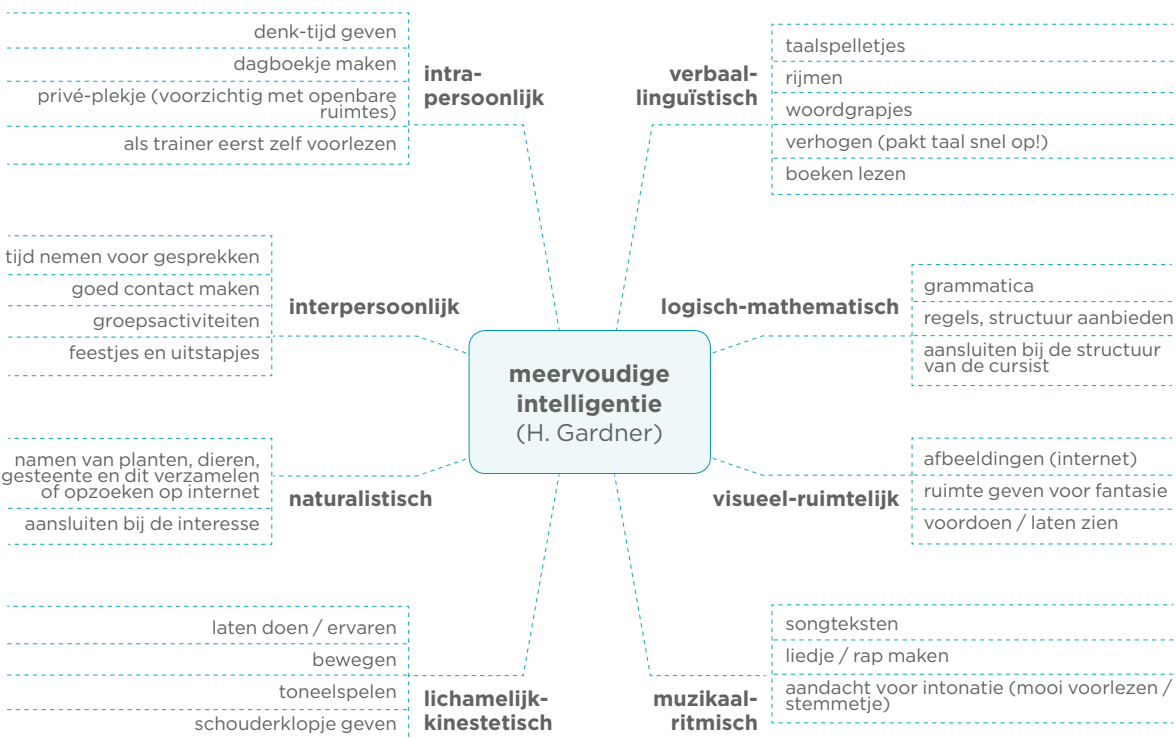 denk-tijd geven
dagboekje maken
privé-plekje (voorzichtig met openbare
ruimtes)
als trainer eerst zelf voorlezen
intra-
persoonlijk
verbaal-
linguïstisch
taalspelletjes
rijmen
woordgrapjes
verhogen (pakt taal snel op!)
boeken lezen
tijd nemen voor gesprekken
goed contact maken
groepsactiviteiten
feestjes en uitstapjes
interpersoonlijk
logisch-mathematisch
grammatica
regels, structuur aanbieden
aansluiten bij de structuur
van de cursist
meervoudige
intelligentie
(H. Gardner)
namen van planten, dieren,
gesteente en dit verzamelen
of opzoeken op internet
aansluiten bij de interesse
naturalistisch
visueel-ruimtelijk
afbeeldingen (internet)
ruimte geven voor fantasie
voordoen / laten zien
laten doen / ervaren
bewegen
toneelspelen
schouderklopje geven
lichamelijk-
kinestetisch
muzikaal-
ritmisch
songteksten
liedje / rap maken
aandacht voor intonatie (mooi voorlezen /
stemmetje)